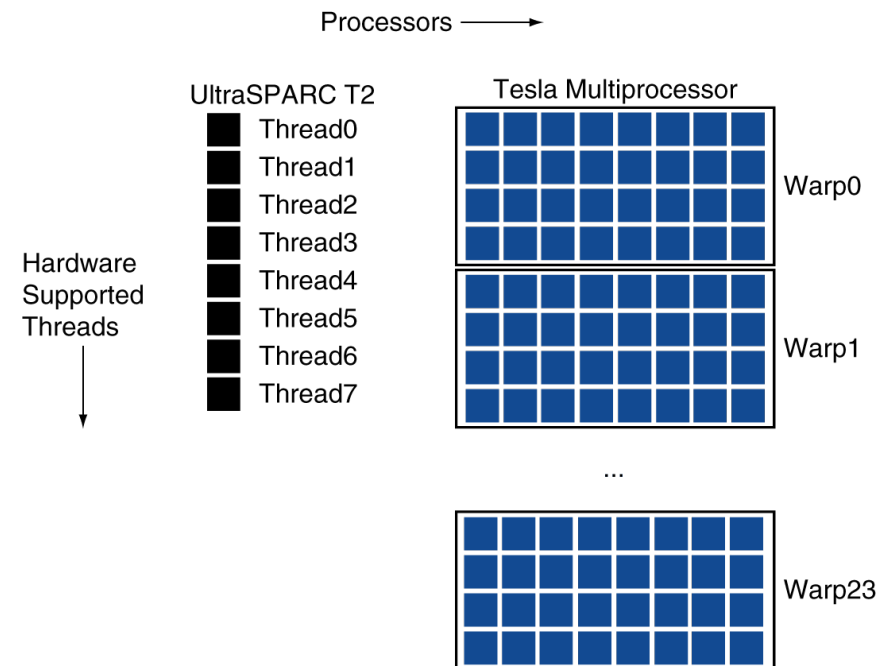 Processors
UltraSPARC T2
Tesla Multiprocessor
Thread0
Thread1
Thread2
Thread3
Thread4
Thread5
Thread6
Thread7
Hardware
Supported
Threads
Warp0
Warp1
...
Warp23